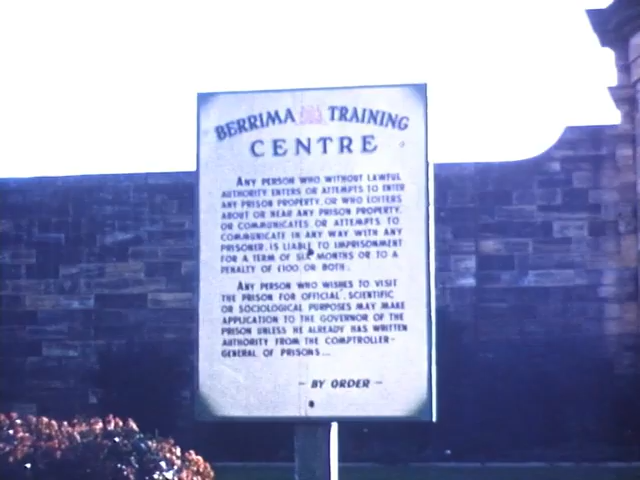 BERRIMA TRAINING
CENTRE
ANY PERSON WHO WITHOUT LAWFUL
AUTHORITY ENTERS OR ATTEMPTS TO ENTER
ANY PRISON PROPERTY, OR WHO LOITERS
ABOUT OR NEAR ANY PRISON PROPERTY,
OR COMMUNICATES OR ATTEMPTS TO
COMMUNICATE IN ANY WAY WITH ANY
PRISONER, IS LIABLE TO IMPRISONMENT
FOR A TERM OF SIX MONTHS OR TO A
PENALTY OF £100 OR BOTH.
ANY PERSON WHO WISHES TO VISIT
THE PRISON FOR OFFICIAL, SCIENTIFIC
OR SOCIOLOGICAL PURPOSES MAY MAKE
APPLICATION TO THE GOVERNOR OF THE
PRISON UNLESS HE ALREADY HAS WRITTEN
AUTHORITY FROM THE COMPTROLLER-
GENERAL OF PRISONS...
- BY ORDER -